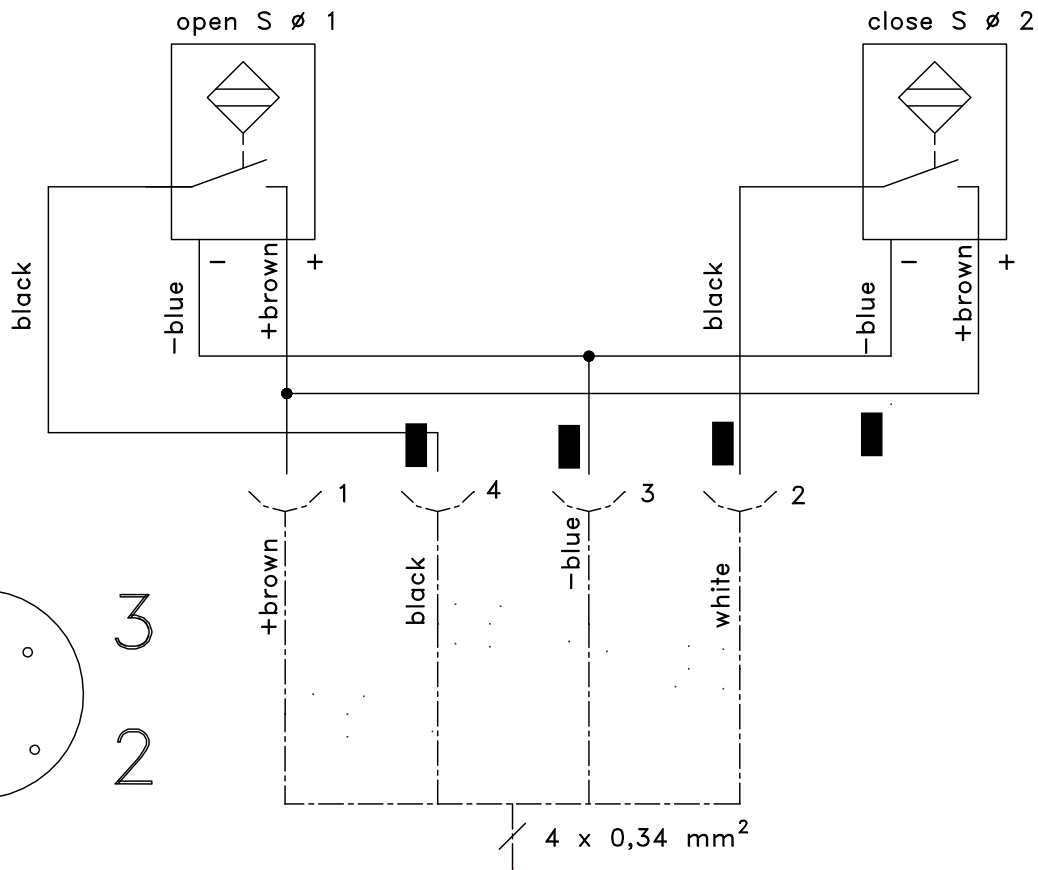 open S ø 1
close S ø 2
− + − +
black
−blue
+brown
black
−blue
+brown
1 4 3 2
+brown
black
−blue
white
3
2
4 x 0,34 mm²